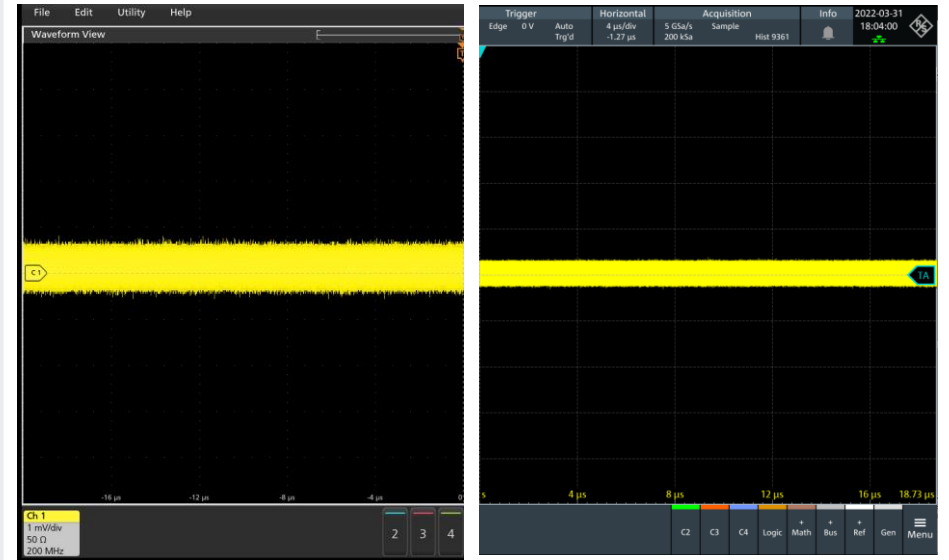 File Edit Utility Help
Waveform View
C1
-16 µs -12 µs -8 µs -4 µs
Ch 1
1 mV/div
50 Ω
200 MHz
2 3 4
Trigger Horizontal Acquisition Info 2022-03-31
Edge 0 V Auto 4 µs/div 5 GSa/s Sample 18:04:00
Trg'd -1.27 µs 200 kSa Hist 9361
R&S
TA
s 4 µs 8 µs 12 µs 16 µs 18.73 µs
C2 C3 C4 Logic + Math + Bus + Ref Gen Menu